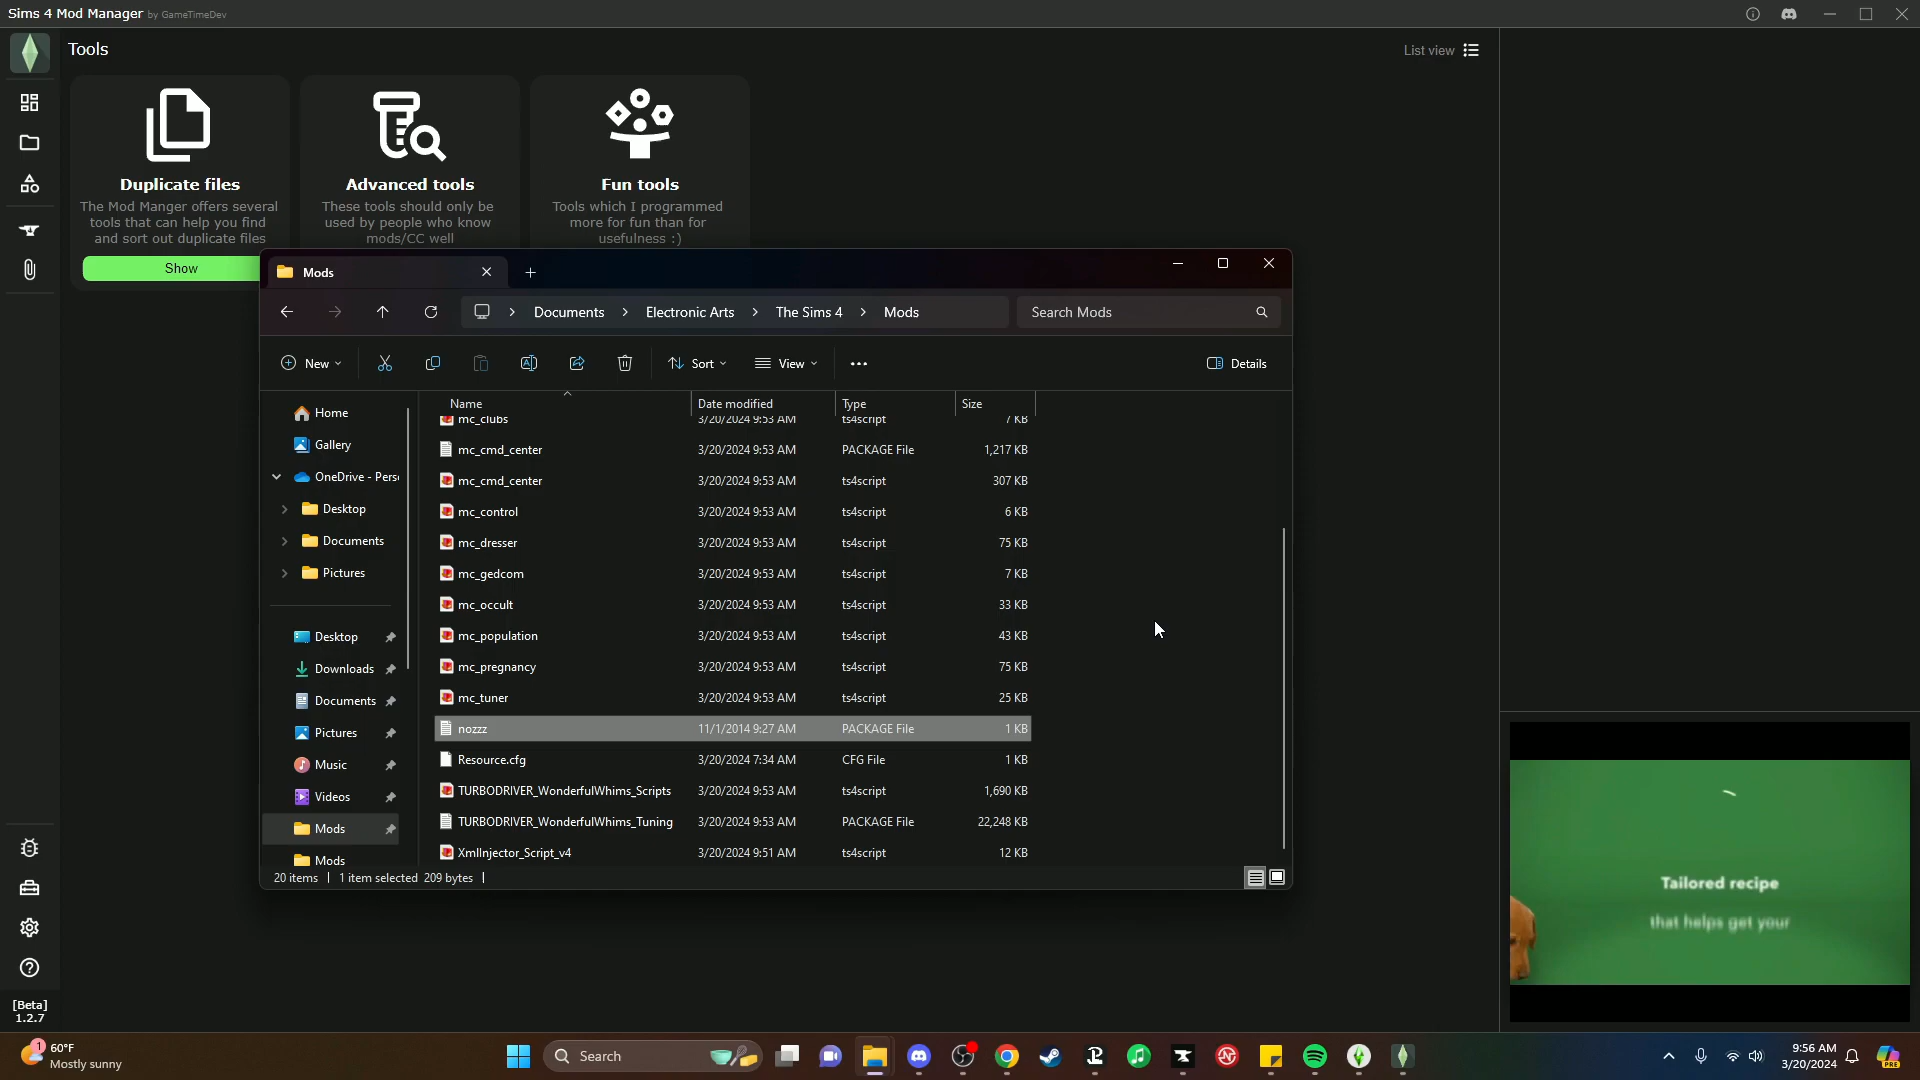 Sims 4 Mod Manager by GameTimeDev
Tools
List view
Duplicate files
The Mod Manger offers several
tools that can help you find
and sort out duplicate files
Show
Advanced tools
These tools should only be
used by people who know
mods/CC well
Fun tools
Tools which I programmed
more for fun than for
usefulness :)
Mods
Documents > Electronic Arts > The Sims 4 > Mods
Search Mods
New
Sort
View
Details
Home
Gallery
OneDrive - Pers
Desktop
Documents
Pictures
Desktop
Downloads
Documents
Pictures
Music
Videos
Mods
Mods
Name Date modified Type Size
mc_clubs 3/20/2024 9:53 AM ts4script 7 KB
mc_cmd_center 3/20/2024 9:53 AM PACKAGE File 1,217 KB
mc_cmd_center 3/20/2024 9:53 AM ts4script 307 KB
mc_control 3/20/2024 9:53 AM ts4script 6 KB
mc_dresser 3/20/2024 9:53 AM ts4script 75 KB
mc_gedcom 3/20/2024 9:53 AM ts4script 7 KB
mc_occult 3/20/2024 9:53 AM ts4script 33 KB
mc_population 3/20/2024 9:53 AM ts4script 43 KB
mc_pregnancy 3/20/2024 9:53 AM ts4script 75 KB
mc_tuner 3/20/2024 9:53 AM ts4script 25 KB
nozzz 11/1/2014 9:27 AM PACKAGE File 1 KB
Resource.cfg 3/20/2024 7:34 AM CFG File 1 KB
TURBODRIVER_WonderfulWhims_Scripts 3/20/2024 9:53 AM ts4script 1,690 KB
TURBODRIVER_WonderfulWhims_Tuning 3/20/2024 9:53 AM PACKAGE File 22,248 KB
XmlInjector_Script_v4 3/20/2024 9:51 AM ts4script 12 KB
20 items | 1 item selected 209 bytes |
Tailored recipe
that helps get your
[Beta]
1.2.7
1
60°F
Mostly sunny
Search
9:56 AM
3/20/2024
PRE